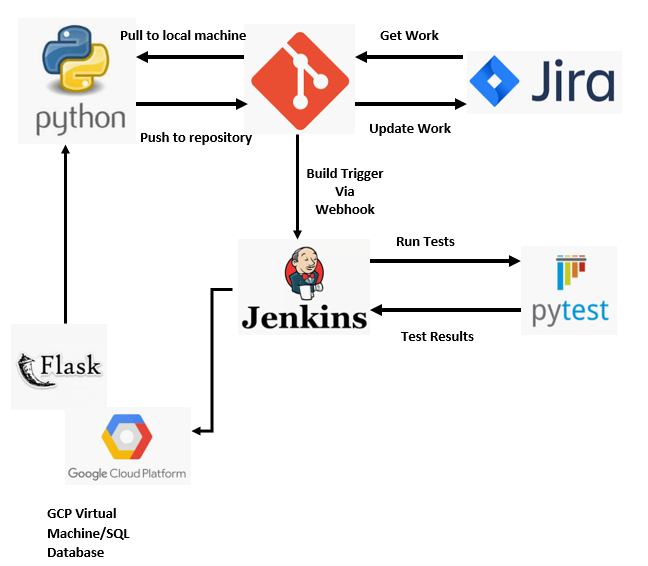 Pull to local machine
Get Work
python
Jira
Push to repository
Update Work
Build Trigger
Via
Webhook
Run Tests
Jenkins
pytest
Test Results
Flask
Google Cloud Platform
GCP Virtual
Machine/SQL
Database